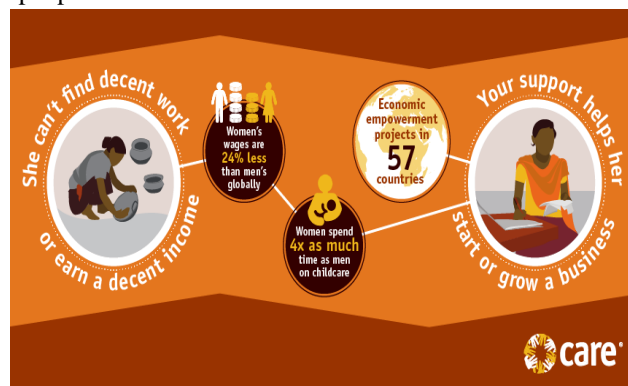 She can't find decent work
or earn a decent income
Women's
wages are
24% less
than men's
globally
Women spend
4x as much
time as men
on childcare
Economic
empowerment
projects in
57
countries
Your support helps her
start or grow a business
care®